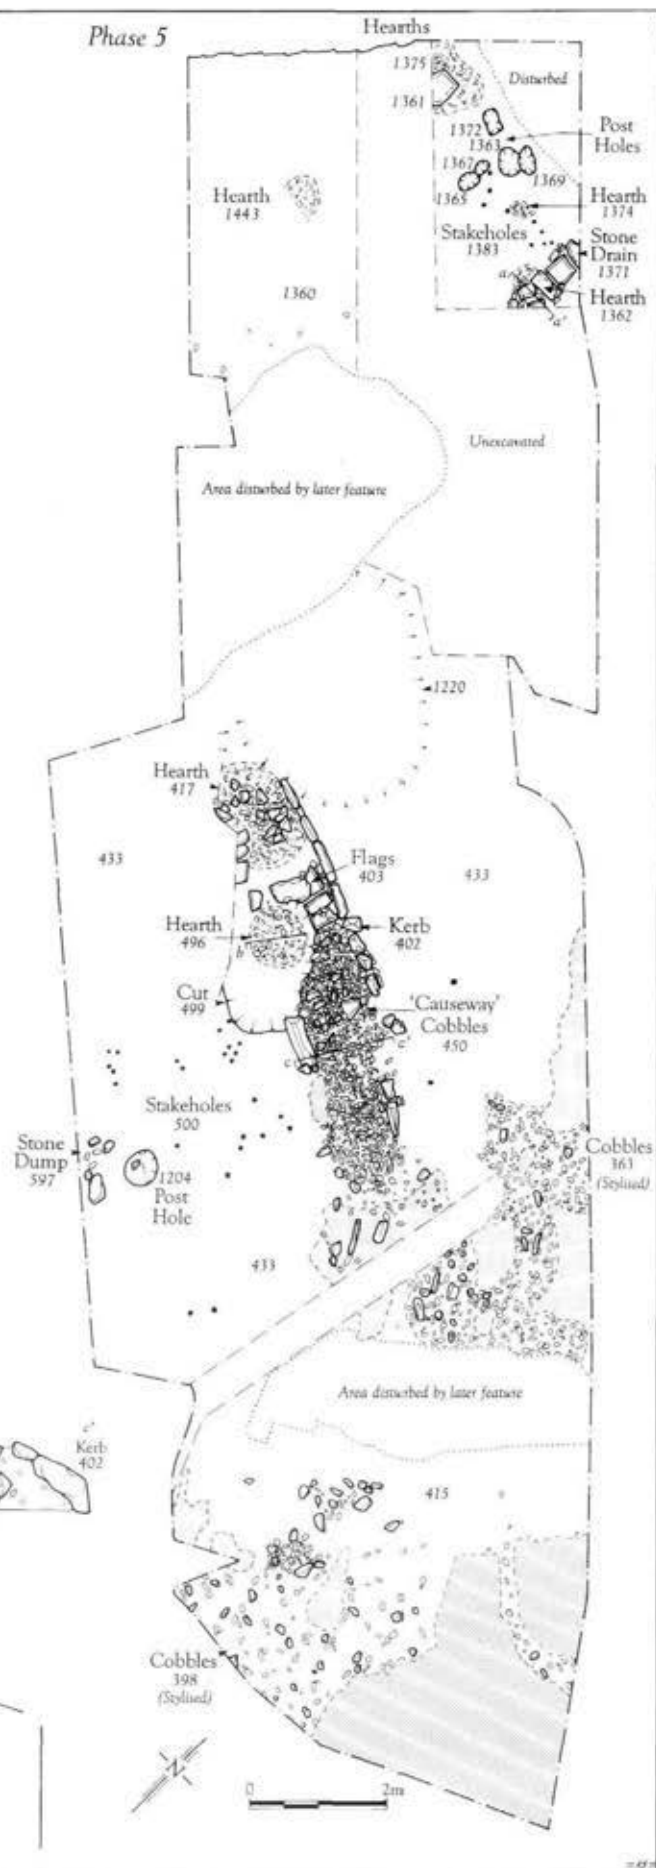 Phase 5
Hearths
1375
1361
Disturbed
1372
1363
Post
Holes
1367
1369
1365
Hearth
1443
Hearth
1374
Stakeholes
1383
Stone
Drain
1371
a
Hearth
1362
a'
1360
Unexcavated
Area disturbed by later feature
1220
Hearth
417
433
Flags
403
433
Hearth
496
b
Kerb
402
Cut
499
'Causeway'
Cobbles
450
c'
c
Stakeholes
500
Stone
Dump
597
1204
Post
Hole
Cobbles
363
(Stylised)
433
Area disturbed by later feature
c'
Kerb
402
415
Cobbles
398
(Stylised)
N
0 2m